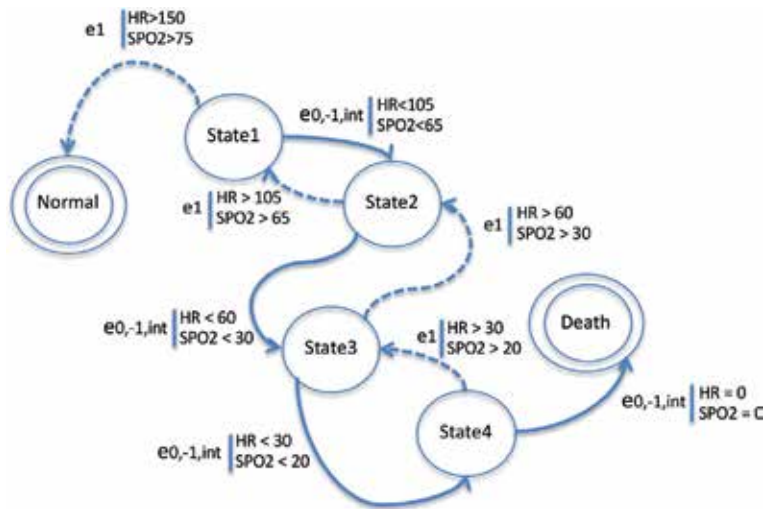 e1 HR>150
SPO2>75
State1
e0,-1,int HR<105
SPO2<65
Normal
e1 HR > 105
SPO2 > 65
State2
e1 HR > 60
SPO2 > 30
e0,-1,int HR < 60
SPO2 < 30
State3
e1 HR > 30
SPO2 > 20
Death
e0,-1,int HR = 0
SPO2 = 0
State4
e0,-1,int HR < 30
SPO2 < 20